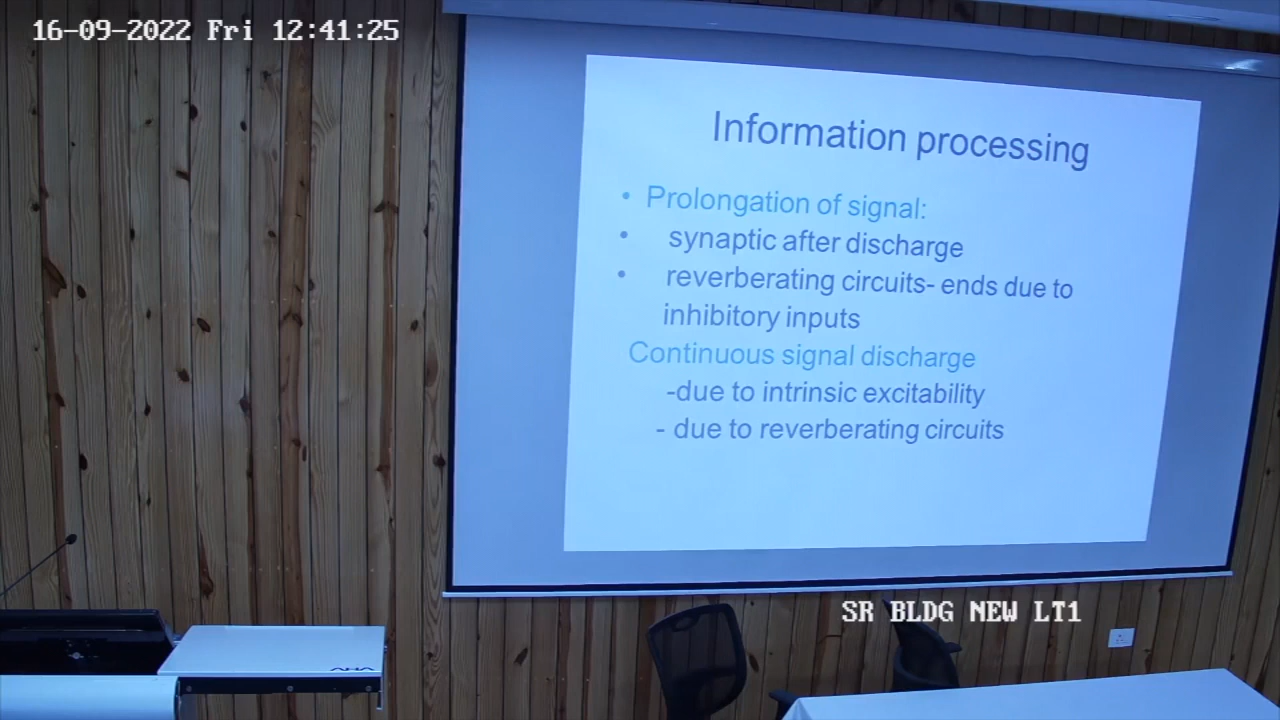 16-09-2022 Fri 12:41:25
Information processing
• Prolongation of signal:
• synaptic after discharge
• reverberating circuits- ends due to
inhibitory inputs
Continuous signal discharge
-due to intrinsic excitability
- due to reverberating circuits
SR BLDG NEW LT1
AHA